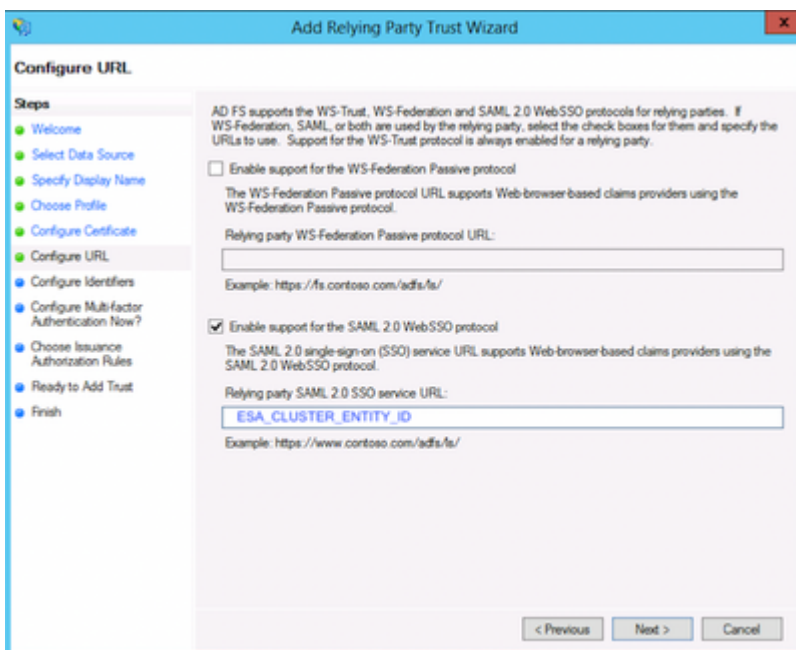 Add Relying Party Trust Wizard
x
Configure URL
Steps
Welcome
Select Data Source
Specify Display Name
Choose Profile
Configure Certificate
Configure URL
Configure Identifiers
Configure Multi-factor
Authentication Now?
Choose Issuance
Authorization Rules
Ready to Add Trust
Finish
AD FS supports the WS-Trust, WS-Federation and SAML 2.0 WebSSO protocols for relying parties. If
WS-Federation, SAML, or both are used by the relying party, select the check boxes for them and specify the
URLs to use. Support for the WS-Trust protocol is always enabled for a relying party.
Enable support for the WS-Federation Passive protocol
The WS-Federation Passive protocol URL supports Web-browser-based claims providers using the
WS-Federation Passive protocol.
Relying party WS-Federation Passive protocol URL:
Example: https://fs.contoso.com/adfs/ls/
Enable support for the SAML 2.0 WebSSO protocol
The SAML 2.0 single-sign-on (SSO) service URL supports Web-browser-based claims providers using the
SAML 2.0 WebSSO protocol.
Relying party SAML 2.0 SSO service URL:
ESA_CLUSTER_ENTITY_ID
Example: https://www.contoso.com/adfs/ls/
< Previous
Next >
Cancel